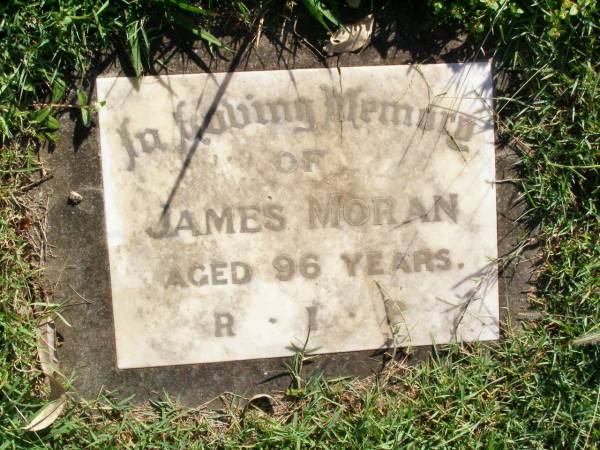 In Loving Memory
OF
JAMES MORAN
AGED 96 YEARS.
R . I